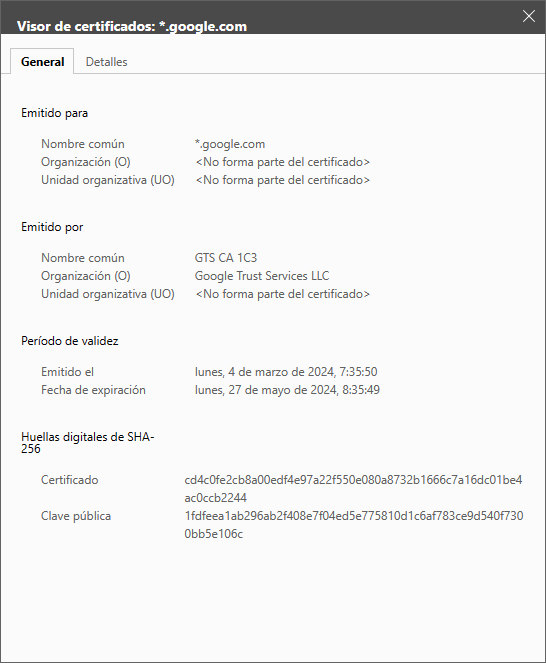 Visor de certificados: *.google.com
General Detalles
Emitido para
Nombre común *.google.com
Organización (O) <No forma parte del certificado>
Unidad organizativa (UO) <No forma parte del certificado>
Emitido por
Nombre común GTS CA 1C3
Organización (O) Google Trust Services LLC
Unidad organizativa (UO) <No forma parte del certificado>
Período de validez
Emitido el lunes, 4 de marzo de 2024, 7:35:50
Fecha de expiración lunes, 27 de mayo de 2024, 8:35:49
Huellas digitales de SHA-
256
Certificado cd4c0fe2cb8a00edf4e97a22f550e080a8732b1666c7a16dc01be4
ac0ccb2244
Clave pública 1fdfeea1ab296ab2f408e7f04ed5e775810d1c6af783ce9d540f730
0bb5e106c